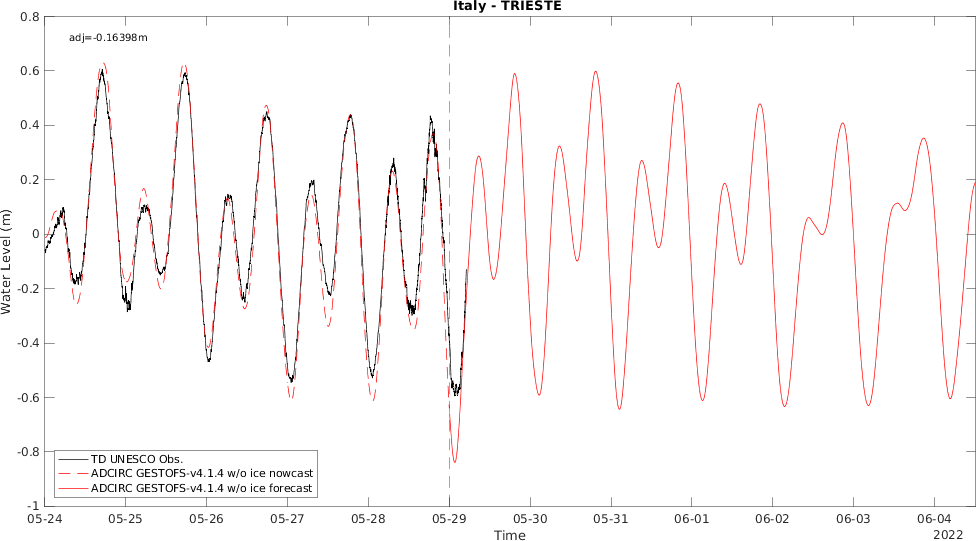 Italy - TRIESTE
adj=-0.16398m
0.8
0.6
0.4
0.2
0
-0.2
-0.4
-0.6
-0.8
-1
Water Level (m)
TD UNESCO Obs.
ADCIRC GESTOFS-v4.1.4 w/o ice nowcast
ADCIRC GESTOFS-v4.1.4 w/o ice forecast
05-24 05-25 05-26 05-27 05-28 05-29 05-30 05-31 06-01 06-02 06-03 06-04
Time
2022